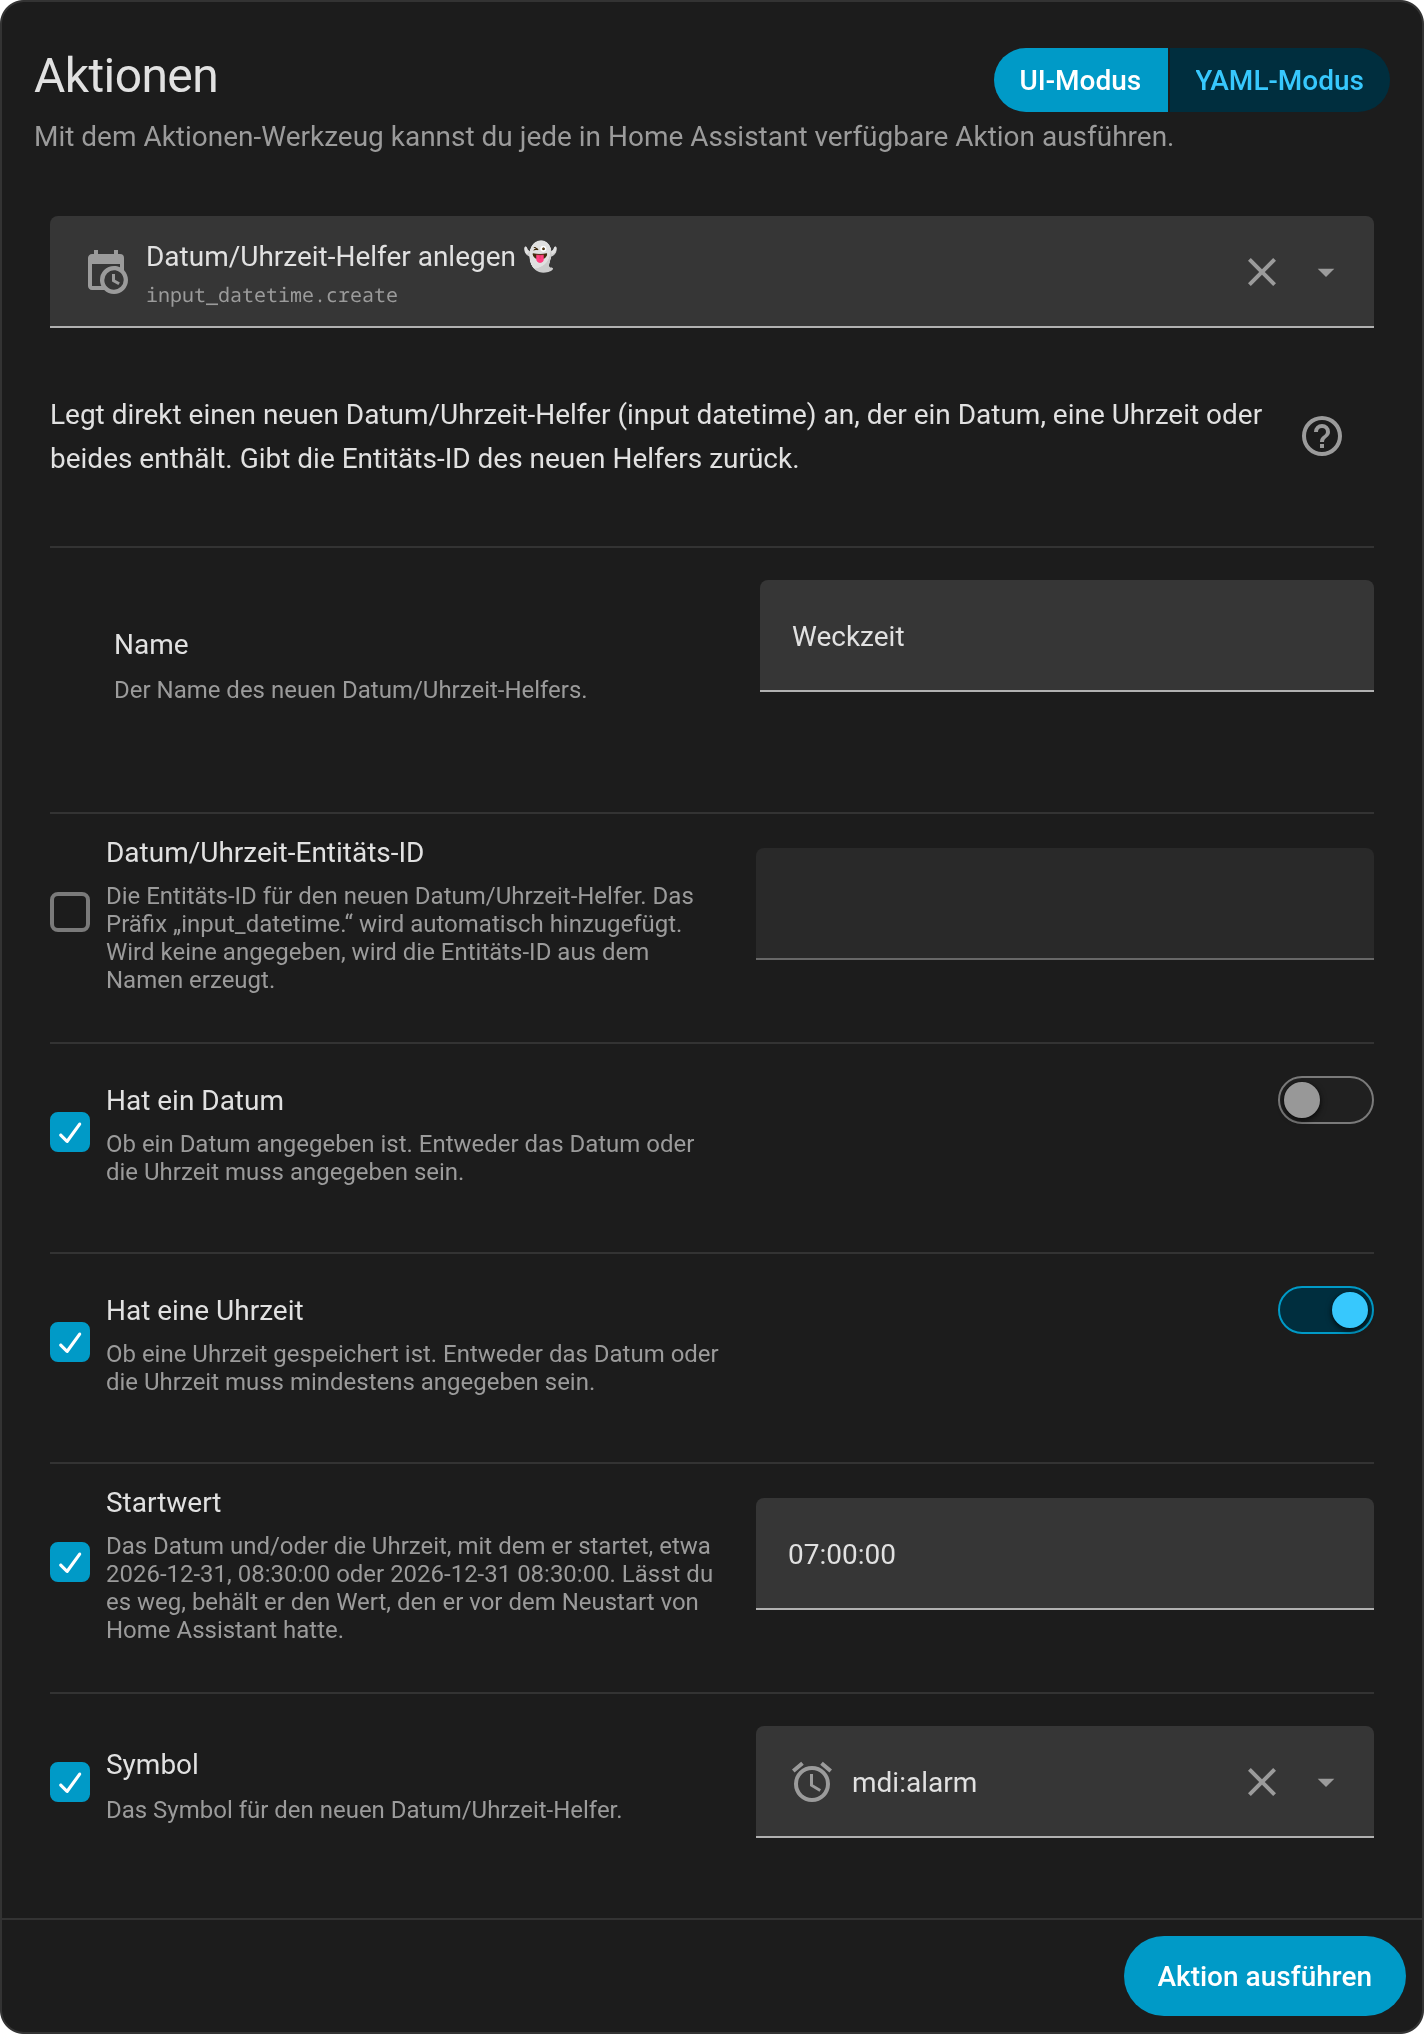 Aktionen
UI-Modus
YAML-Modus
Mit dem Aktionen-Werkzeug kannst du jede in Home Assistant verfügbare Aktion ausführen.
Datum/Uhrzeit-Helfer anlegen 👻
input_datetime.create
Legt direkt einen neuen Datum/Uhrzeit-Helfer (input datetime) an, der ein Datum, eine Uhrzeit oder
beides enthält. Gibt die Entitäts-ID des neuen Helfers zurück.
Name
Der Name des neuen Datum/Uhrzeit-Helfers.
Weckzeit
Datum/Uhrzeit-Entitäts-ID
Die Entitäts-ID für den neuen Datum/Uhrzeit-Helfer. Das
Präfix „input_datetime.“ wird automatisch hinzugefügt.
Wird keine angegeben, wird die Entitäts-ID aus dem
Namen erzeugt.
Hat ein Datum
Ob ein Datum angegeben ist. Entweder das Datum oder
die Uhrzeit muss angegeben sein.
Hat eine Uhrzeit
Ob eine Uhrzeit gespeichert ist. Entweder das Datum oder
die Uhrzeit muss mindestens angegeben sein.
Startwert
Das Datum und/oder die Uhrzeit, mit dem er startet, etwa
2026-12-31, 08:30:00 oder 2026-12-31 08:30:00. Lässt du
es weg, behält er den Wert, den er vor dem Neustart von
Home Assistant hatte.
07:00:00
Symbol
Das Symbol für den neuen Datum/Uhrzeit-Helfer.
mdi:alarm
Aktion ausführen